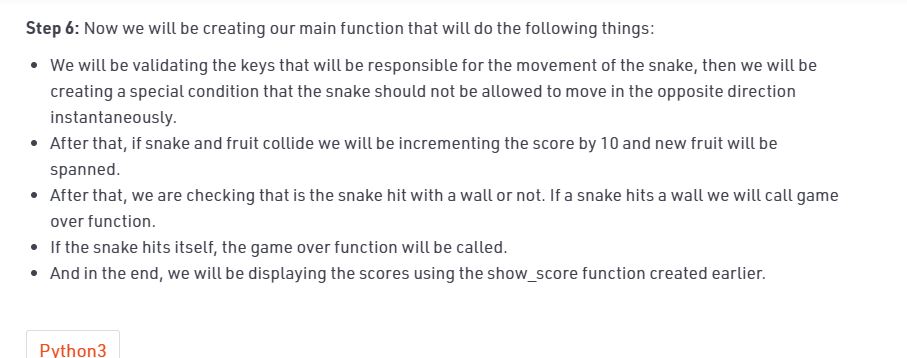 Step 6: Now we will be creating our main function that will do the following things:
• We will be validating the keys that will be responsible for the movement of the snake, then we will be
creating a special condition that the snake should not be allowed to move in the opposite direction
instantaneously.
• After that, if snake and fruit collide we will be incrementing the score by 10 and new fruit will be
spanned.
• After that, we are checking that is the snake hit with a wall or not. If a snake hits a wall we will call game
over function.
• If the snake hits itself, the game over function will be called.
• And in the end, we will be displaying the scores using the show_score function created earlier.
Python3